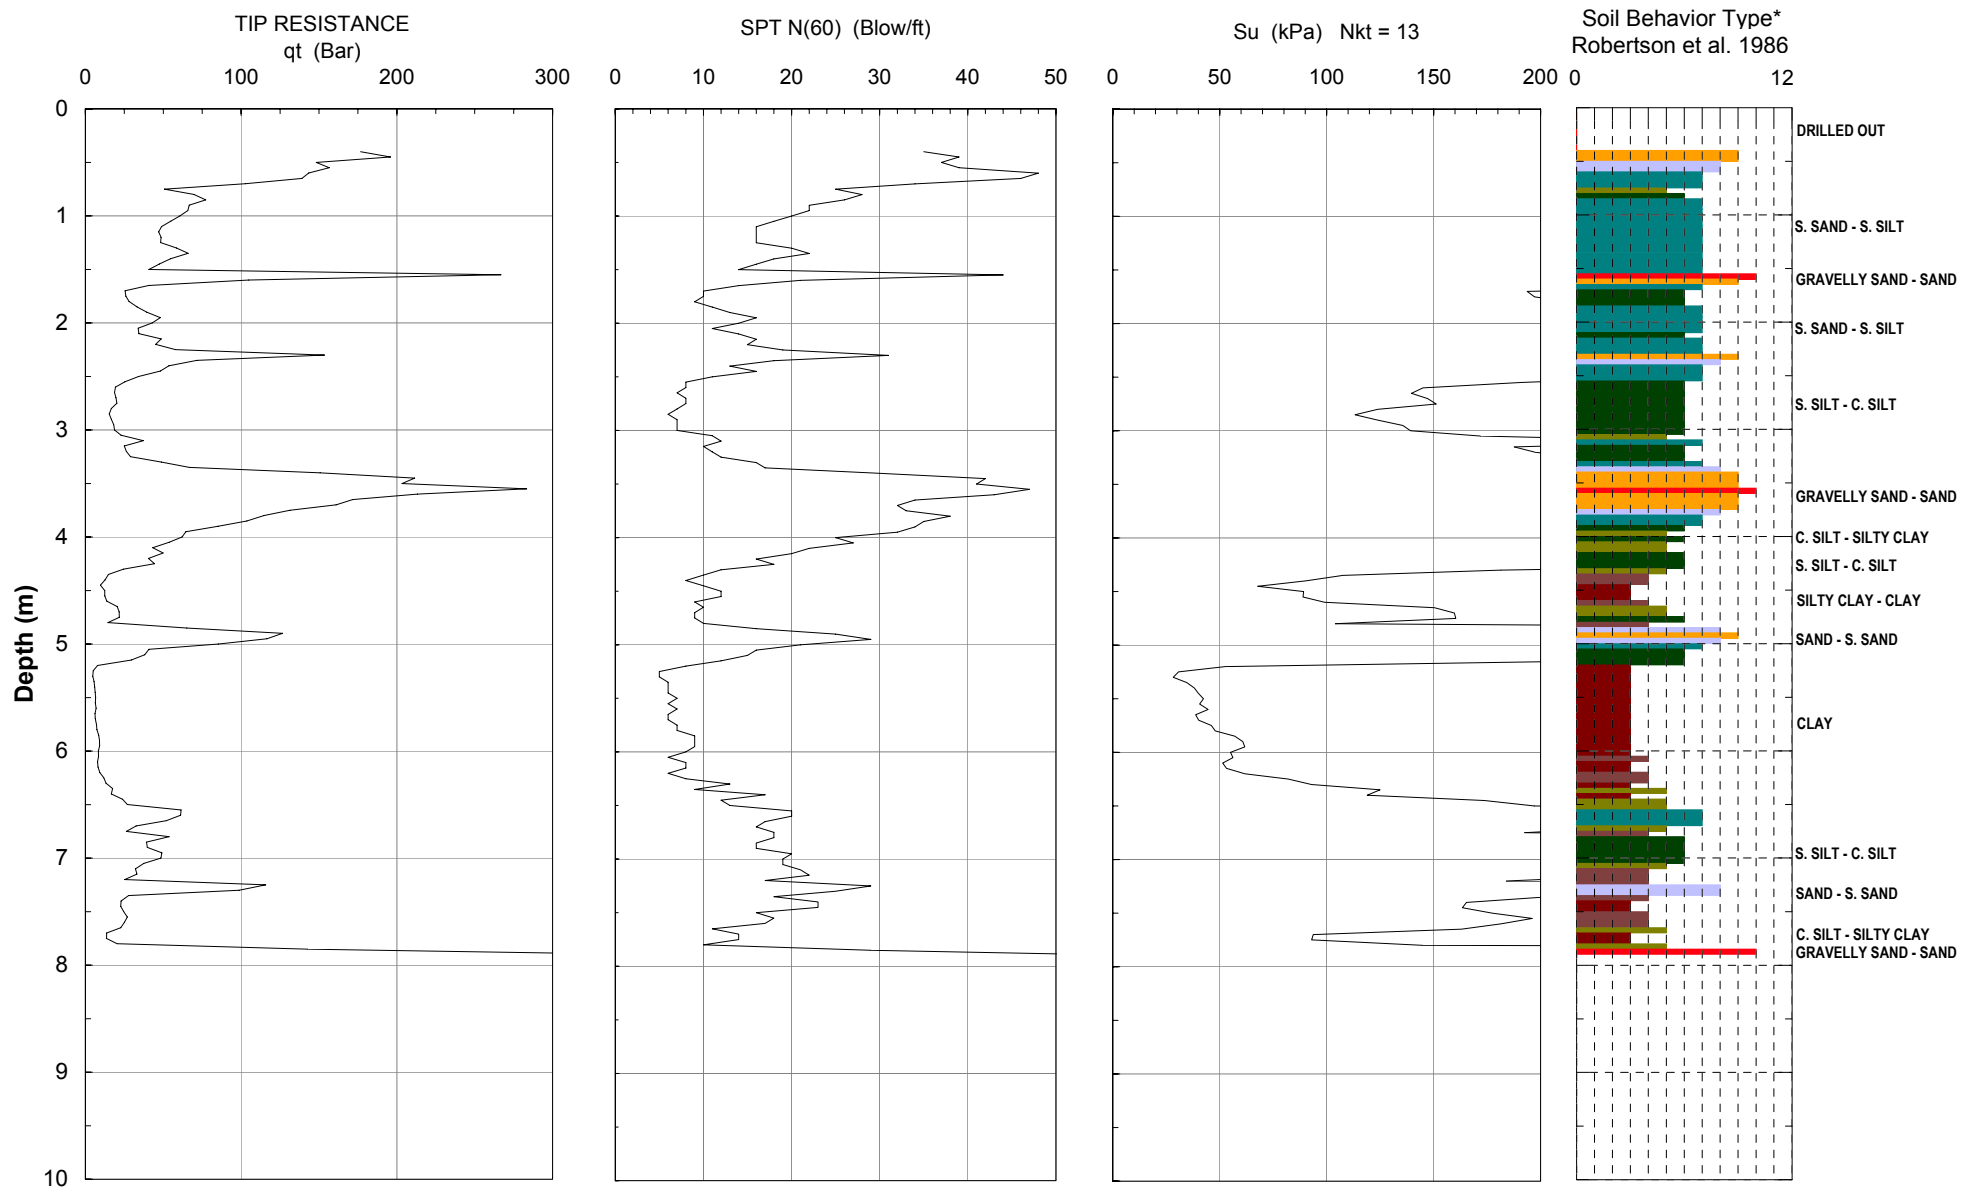 TIP RESISTANCE
qt (Bar)
0 100 200 300
SPT N(60) (Blow/ft)
0 10 20 30 40 50
Su (kPa) Nkt = 13
0 50 100 150 200
Soil Behavior Type*
Robertson et al. 1986
0 12
Depth (m)
0
1
2
3
4
5
6
7
8
9
10
DRILLED OUT
S. SAND - S. SILT
GRAVELLY SAND - SAND
S. SAND - S. SILT
S. SILT - C. SILT
GRAVELLY SAND - SAND
C. SILT - SILTY CLAY
S. SILT - C. SILT
SILTY CLAY - CLAY
SAND - S. SAND
CLAY
S. SILT - C. SILT
SAND - S. SAND
C. SILT - SILTY CLAY
GRAVELLY SAND - SAND